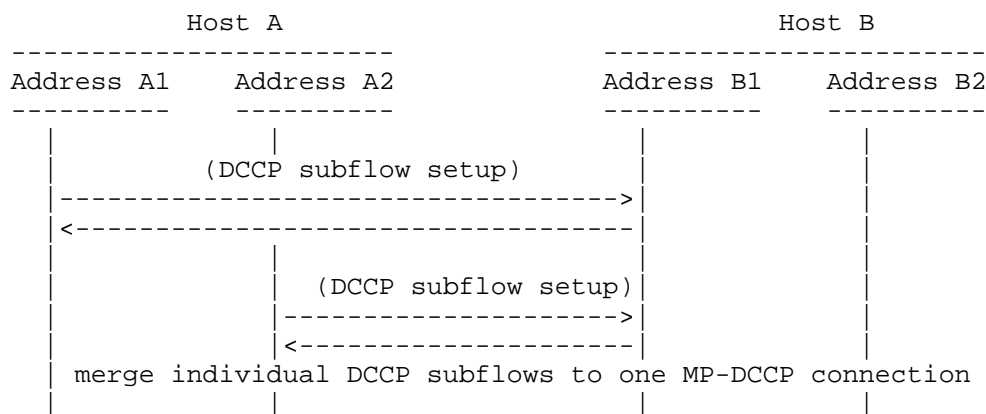 Host A Host B
Address A1 Address A2 Address B1 Address B2
(DCCP subflow setup)
(DCCP subflow setup)
merge individual DCCP subflows to one MP-DCCP connection